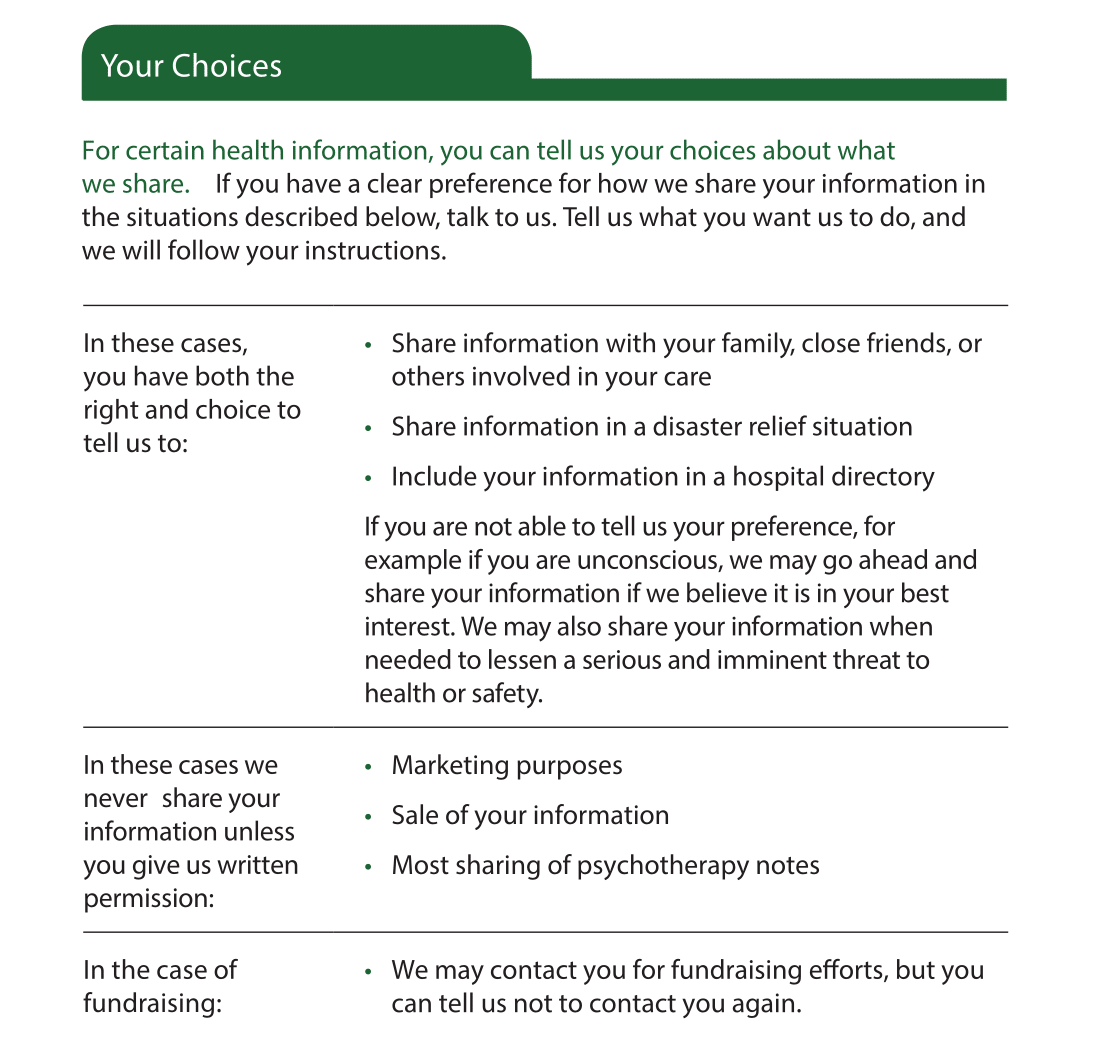 Your Choices
For certain health information, you can tell us your choices about what
we share. If you have a clear preference for how we share your information in
the situations described below, talk to us. Tell us what you want us to do, and
we will follow your instructions.
In these cases,
you have both the
right and choice to
tell us to:
• Share information with your family, close friends, or
others involved in your care
• Share information in a disaster relief situation
• Include your information in a hospital directory
If you are not able to tell us your preference, for
example if you are unconscious, we may go ahead and
share your information if we believe it is in your best
interest. We may also share your information when
needed to lessen a serious and imminent threat to
health or safety.
In these cases we
never share your
information unless
you give us written
permission:
• Marketing purposes
• Sale of your information
• Most sharing of psychotherapy notes
In the case of
fundraising:
• We may contact you for fundraising efforts, but you
can tell us not to contact you again.